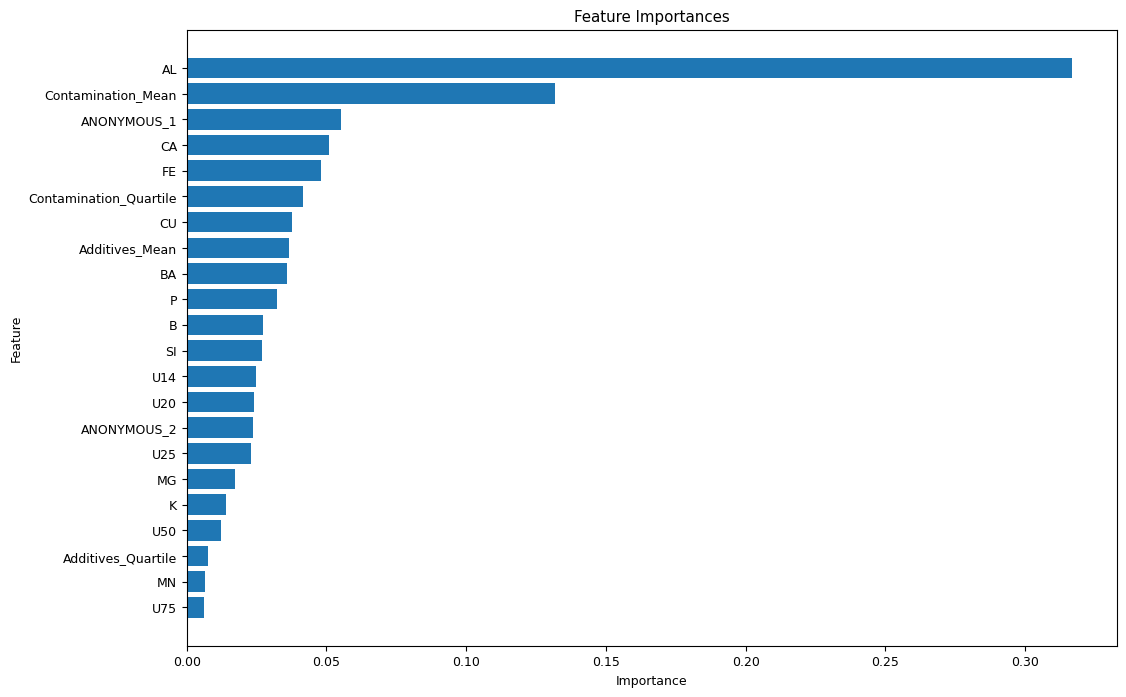 Feature Importances
AL
Contamination_Mean
ANONYMOUS_1
CA
FE
Contamination_Quartile
CU
Additives_Mean
BA
P
B
SI
U14
U20
ANONYMOUS_2
U25
MG
K
U50
Additives_Quartile
MN
U75
Feature
0.00 0.05 0.10 0.15 0.20 0.25 0.30
Importance